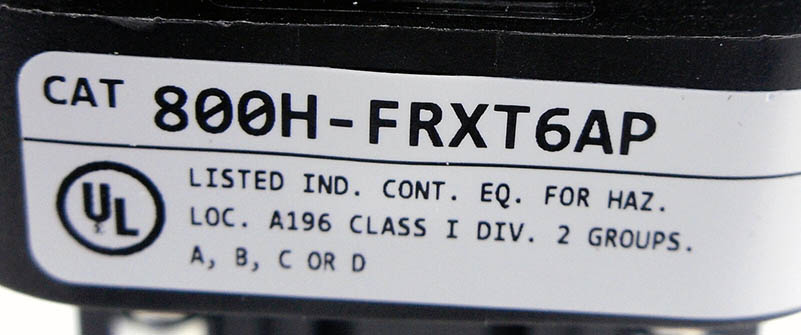 CAT 800H-FRXT6AP
UL LISTED IND. CONT. EQ. FOR HAZ.
LOC. A196 CLASS I DIV. 2 GROUPS.
A, B, C OR D